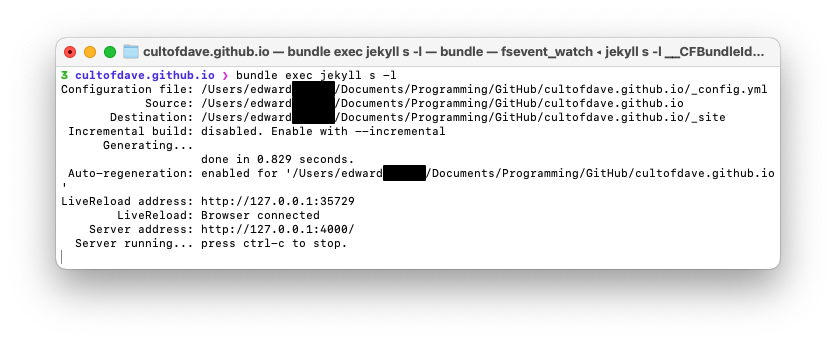 cultofdave.github.io — bundle exec jekyll s -l — bundle — fsevent_watch ◂ jekyll s -l __CFBundleId...
3 cultofdave.github.io ❯ bundle exec jekyll s -l
Configuration file: /Users/edward/Documents/Programming/GitHub/cultofdave.github.io/_config.yml
Source: /Users/edward/Documents/Programming/GitHub/cultofdave.github.io
Destination: /Users/edward/Documents/Programming/GitHub/cultofdave.github.io/_site
Incremental build: disabled. Enable with --incremental
Generating...
done in 0.829 seconds.
Auto-regeneration: enabled for '/Users/edward/Documents/Programming/GitHub/cultofdave.github.io
'
LiveReload address: http://127.0.0.1:35729
LiveReload: Browser connected
Server address: http://127.0.0.1:4000/
Server running... press ctrl-c to stop.